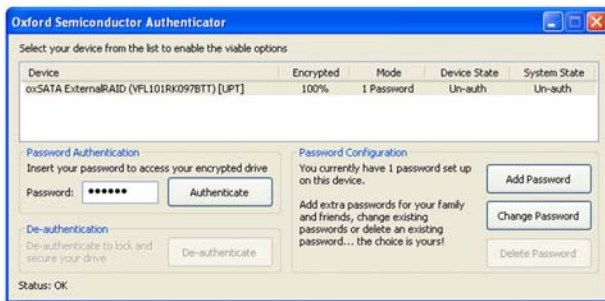 Oxford Semiconductor Authenticator
Select your device from the list to enable the viable options
Device Encrypted Mode Device State System State
oxSATA ExternalRAID (VFL101RK097BTT) [UPT] 100% 1 Password Un-auth Un-auth
Password Authentication
Insert your password to access your encrypted drive
Password: •••••• Authenticate
De-authentication
De-authenticate to lock and
secure your drive
De-authenticate
Password Configuration
You currently have 1 password set up
on this device.
Add extra passwords for your family
and friends, change existing
passwords or delete an existing
password... the choice is yours!
Add Password
Change Password
Delete Password
Status: OK